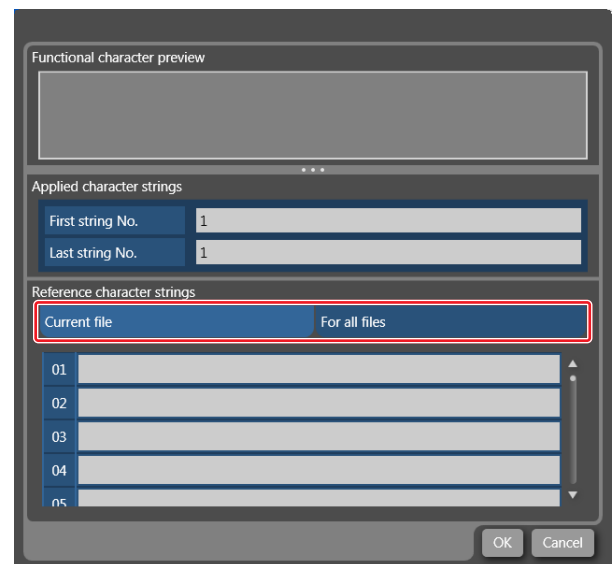 Functional character preview
Applied character strings
First string No. 1
Last string No. 1
Reference character strings
Current file For all files
01
02
03
04
05
OK Cancel